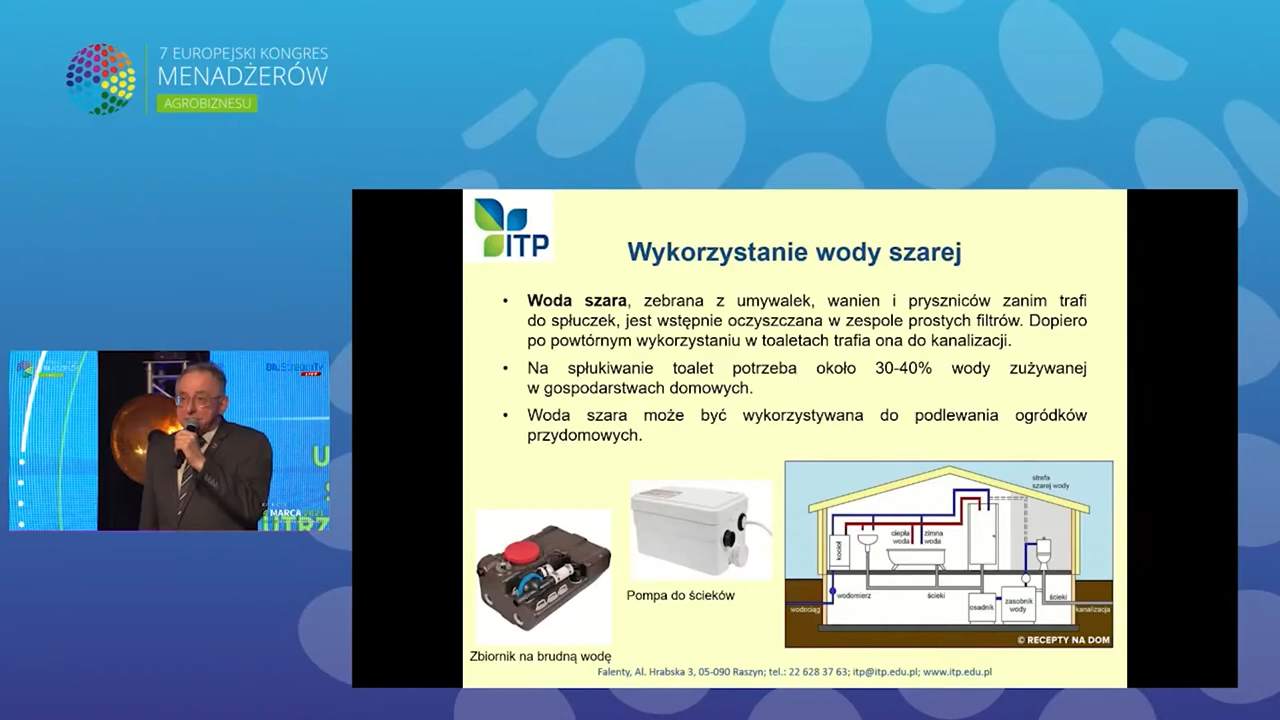 7 EUROPEJSKI KONGRES
MENADŻERÓW
AGROBIZNESU
ITP
Wykorzystanie wody szarej
• Woda szara, zebrana z umywalek, wanien i pryszniców zanim trafi
do spłuczek, jest wstępnie oczyszczana w zespole prostych filtrów. Dopiero
po powtórnym wykorzystaniu w toaletach trafia ona do kanalizacji.
• Na spłukiwanie toalet potrzeba około 30-40% wody zużywanej
w gospodarstwach domowych.
• Woda szara może być wykorzystywana do podlewania ogródków
przydomowych.
Zbiornik na brudną wodę
Pompa do ścieków
strefa
szarej wody
ciepła
woda
zimna
woda
kocioł
wodociąg
wodomierz
ścieki
osadnik
zasobnik
wody
ścieki
kanalizacja
© RECEPTY NA DOM
Falenty, Al. Hrabska 3, 05-090 Raszyn; tel.: 22 628 37 63; itp@itp.edu.pl; www.itp.edu.pl
BluStreamTv
LIVE
MARCA 2021